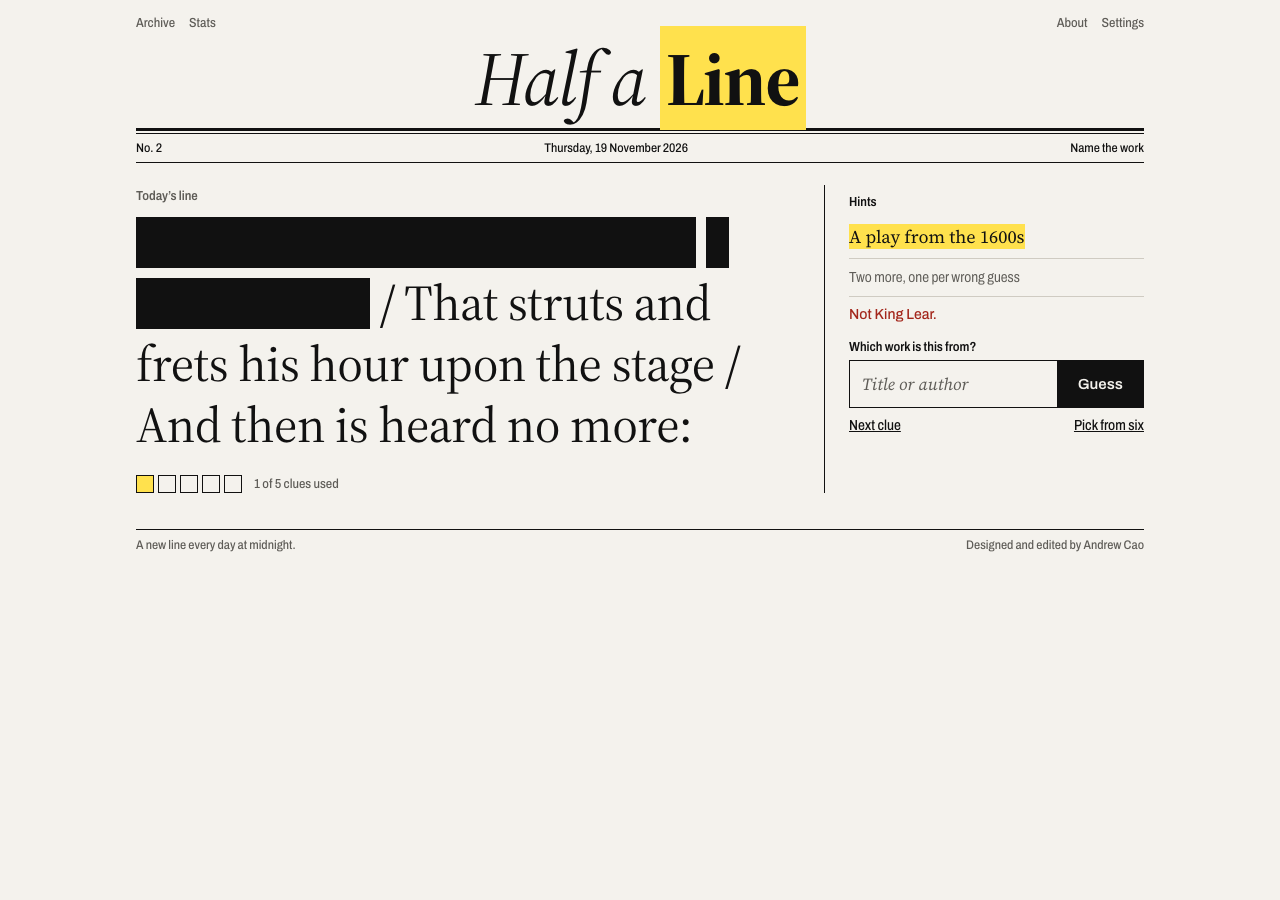 Archive Stats
About Settings
Half a Line
No. 2
Thursday, 19 November 2026
Name the work
Today's line
/ That struts and
frets his hour upon the stage /
And then is heard no more:
1 of 5 clues used
Hints
A play from the 1600s
Two more, one per wrong guess
Not King Lear.
Which work is this from?
Title or author
Guess
Next clue
Pick from six
A new line every day at midnight.
Designed and edited by Andrew Cao